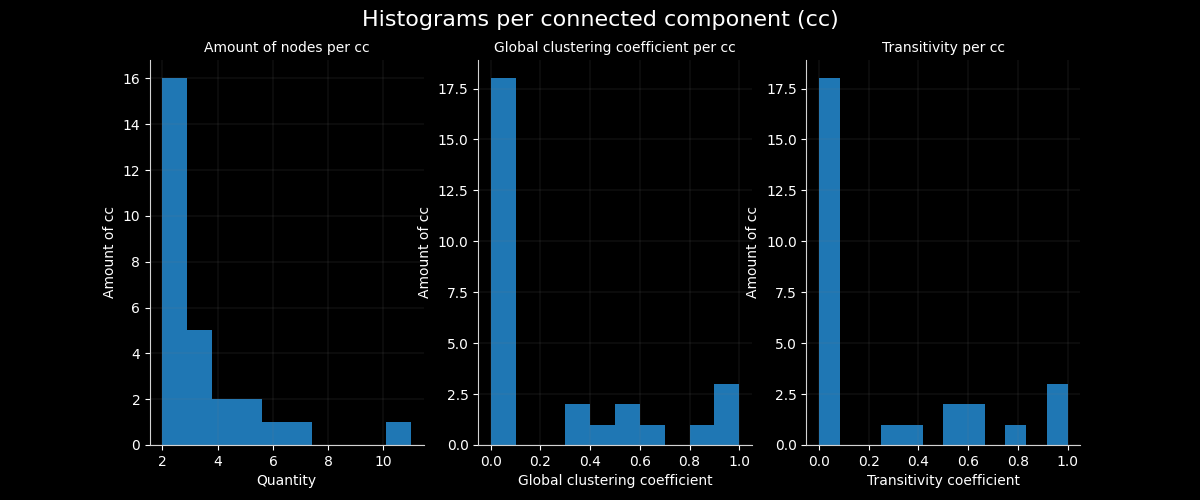 Histograms per connected component (cc)
Amount of nodes per cc
Amount of cc
16
14
12
10
8
6
4
2
0
2 4 6 8 10
Quantity
Global clustering coefficient per cc
Amount of cc
17.5
15.0
12.5
10.0
7.5
5.0
2.5
0.0
0.0 0.2 0.4 0.6 0.8 1.0
Global clustering coefficient
Transitivity per cc
Amount of cc
17.5
15.0
12.5
10.0
7.5
5.0
2.5
0.0
0.0 0.2 0.4 0.6 0.8 1.0
Transitivity coefficient